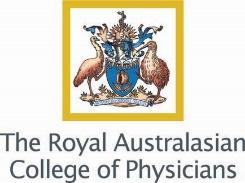 The Royal Australasian
College of Physicians